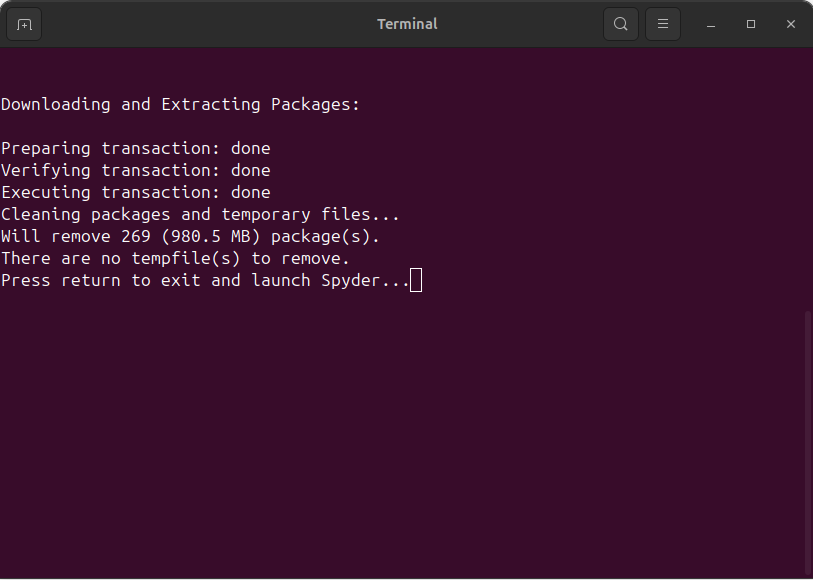 Terminal
Downloading and Extracting Packages:
Preparing transaction: done
Verifying transaction: done
Executing transaction: done
Cleaning packages and temporary files...
Will remove 269 (980.5 MB) package(s).
There are no tempfile(s) to remove.
Press return to exit and launch Spyder...